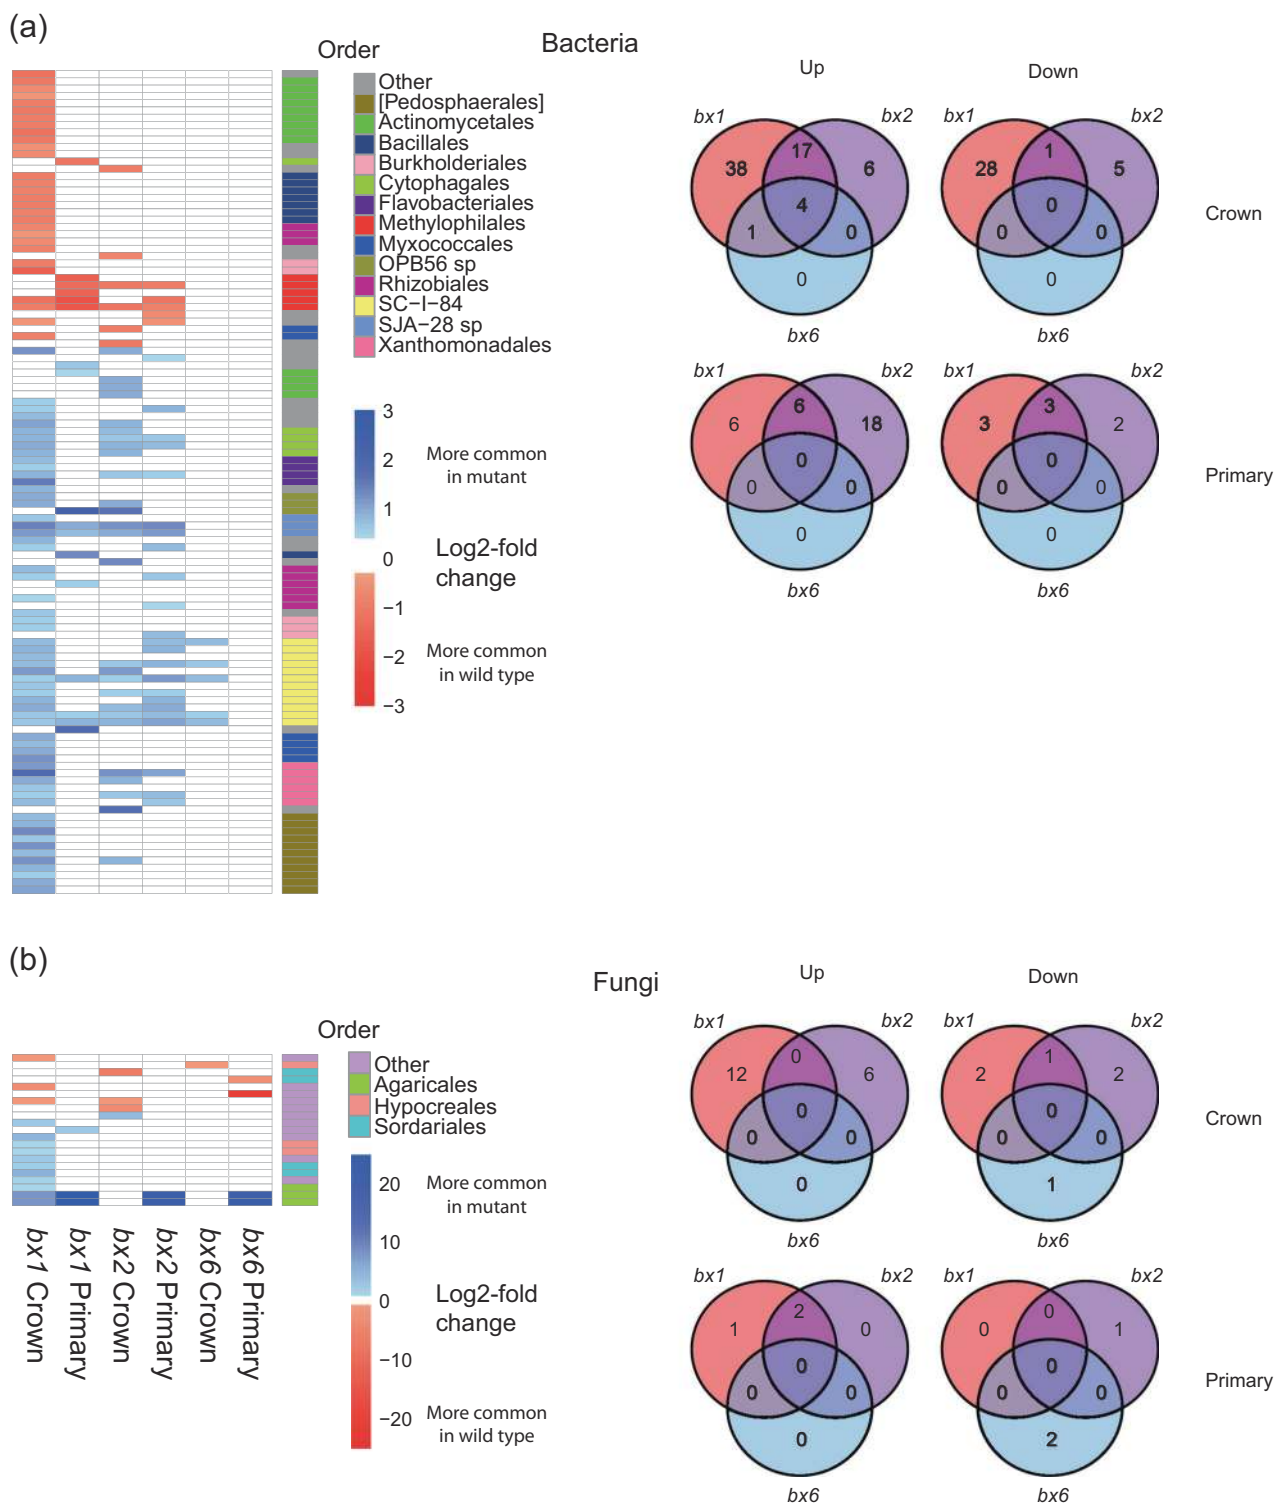 (a)
Bacteria
Order
Other
[Pedosphaerales]
Actinomycetales
Bacillales
Burkholderiales
Cytophagales
Flavobacteriales
Methylophilales
Myxococcales
OPB56 sp
Rhizobiales
SC−I−84
SJA−28 sp
Xanthomonadales
3
2
1
0
−1
−2
−3
More common
in mutant
Log2-fold
change
More common
in wild type
Up
Down
bx1
bx2
38
17
6
4
1
0
0
bx6
bx1
bx2
28
1
5
0
0
0
0
bx6
Crown
bx1
bx2
6
6
18
0
0
0
0
bx6
bx1
bx2
3
3
2
0
0
0
0
bx6
Primary
(b)
Fungi
Order
Other
Agaricales
Hypocreales
Sordariales
20
10
0
−10
−20
More common
in mutant
Log2-fold
change
More common
in wild type
bx1 Crown
bx1 Primary
bx2 Crown
bx2 Primary
bx6 Crown
bx6 Primary
Up
Down
bx1
bx2
12
0
6
0
0
0
0
bx6
bx1
bx2
2
1
2
0
0
0
1
bx6
Crown
bx1
bx2
1
2
0
0
0
0
0
bx6
bx1
bx2
0
0
1
0
0
0
2
bx6
Primary